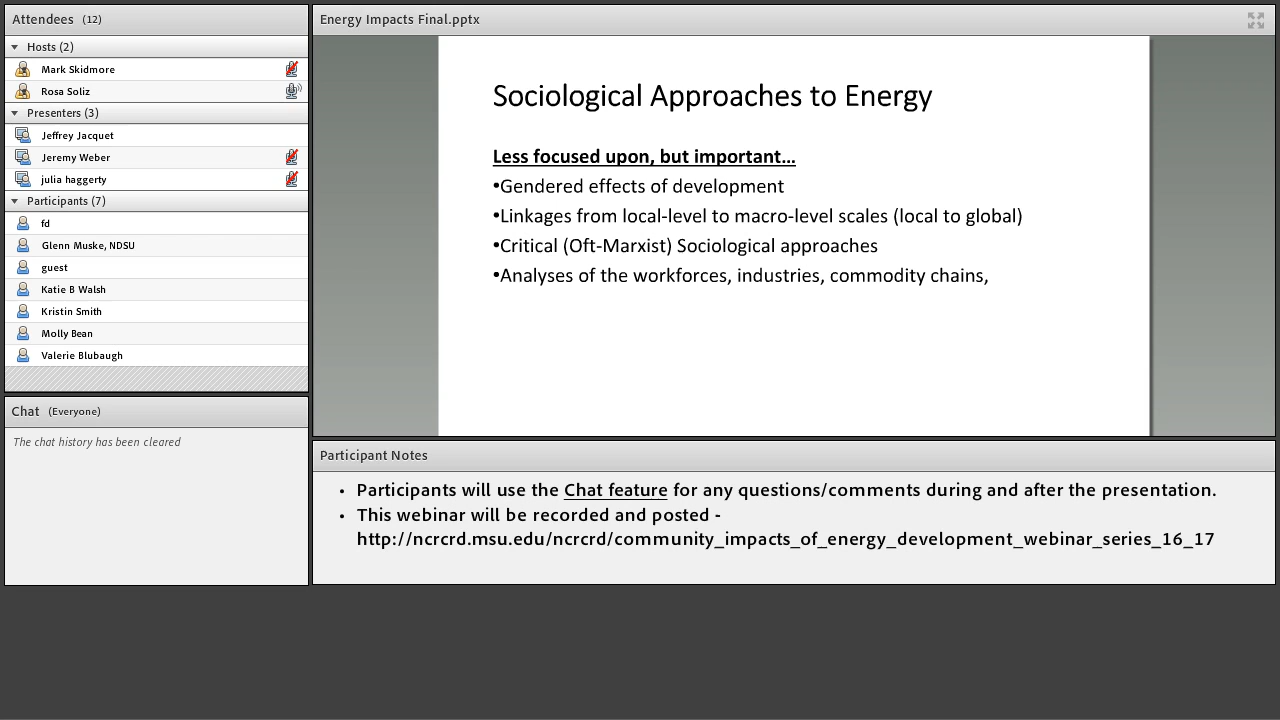 Attendees (12)
Hosts (2)
Mark Skidmore
Rosa Soliz
Presenters (3)
Jeffrey Jacquet
Jeremy Weber
julia haggerty
Participants (7)
fd
Glenn Muske, NDSU
guest
Katie B Walsh
Kristin Smith
Molly Bean
Valerie Blubaugh
Chat (Everyone)
The chat history has been cleared
Energy Impacts Final.pptx
Sociological Approaches to Energy
Less focused upon, but important…
•Gendered effects of development
•Linkages from local-level to macro-level scales (local to global)
•Critical (Oft-Marxist) Sociological approaches
•Analyses of the workforces, industries, commodity chains,
Participant Notes
• Participants will use the Chat feature for any questions/comments during and after the presentation.
• This webinar will be recorded and posted -
http://ncrcrd.msu.edu/ncrcrd/community_impacts_of_energy_development_webinar_series_16_17